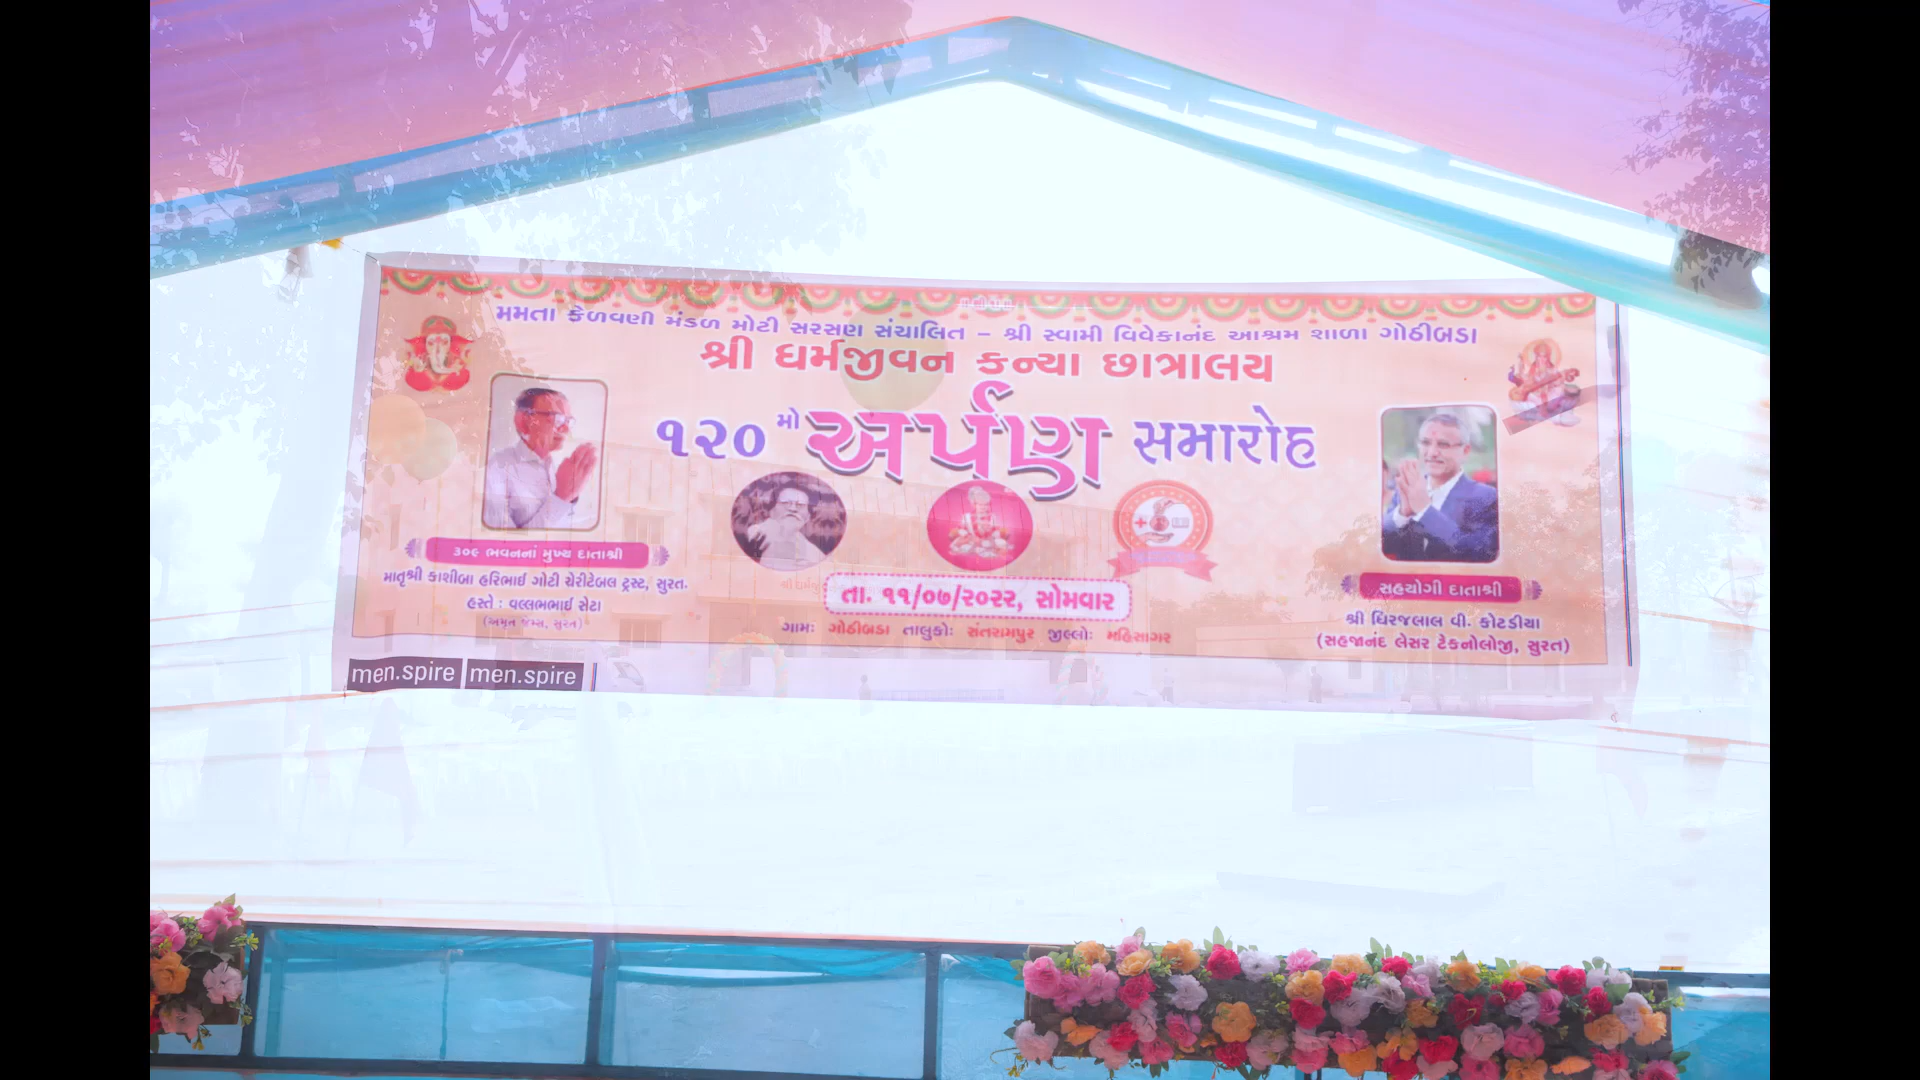 મમતા કેળવણી મંડળ મોટી સરસણ સંચાલિત – શ્રી સ્વામી વિવેકાનંદ આશ્રમ શાળા ગોઠીબડા
શ્રી ધર્મજીવન કન્યા છાત્રાલય
૧૨૦ મો અર્પણ સમારોહ
૩૦૯ ભવનનાં મુખ્ય દાતાશ્રી
માતૃશ્રી કાશીબા હરિભાઈ ગોટી ચેરીટેબલ ટ્રસ્ટ, સુરત.
હસ્તે : વલ્લભભાઈ સેટા
(અમૃત જેમ્સ, સુરત)
તા. ૧૧/૦૭/૨૦૨૨, સોમવાર
ગામઃ ગોઠીબડા તાલુકોઃ સંતરામપુર જીલ્લોઃ મહિસાગર
સહયોગી દાતાશ્રી
શ્રી ધિરજલાલ વી. કોટડીયા
(સહજાનંદ લેસર ટેકનોલોજી, સુરત)
men.spire men.spire